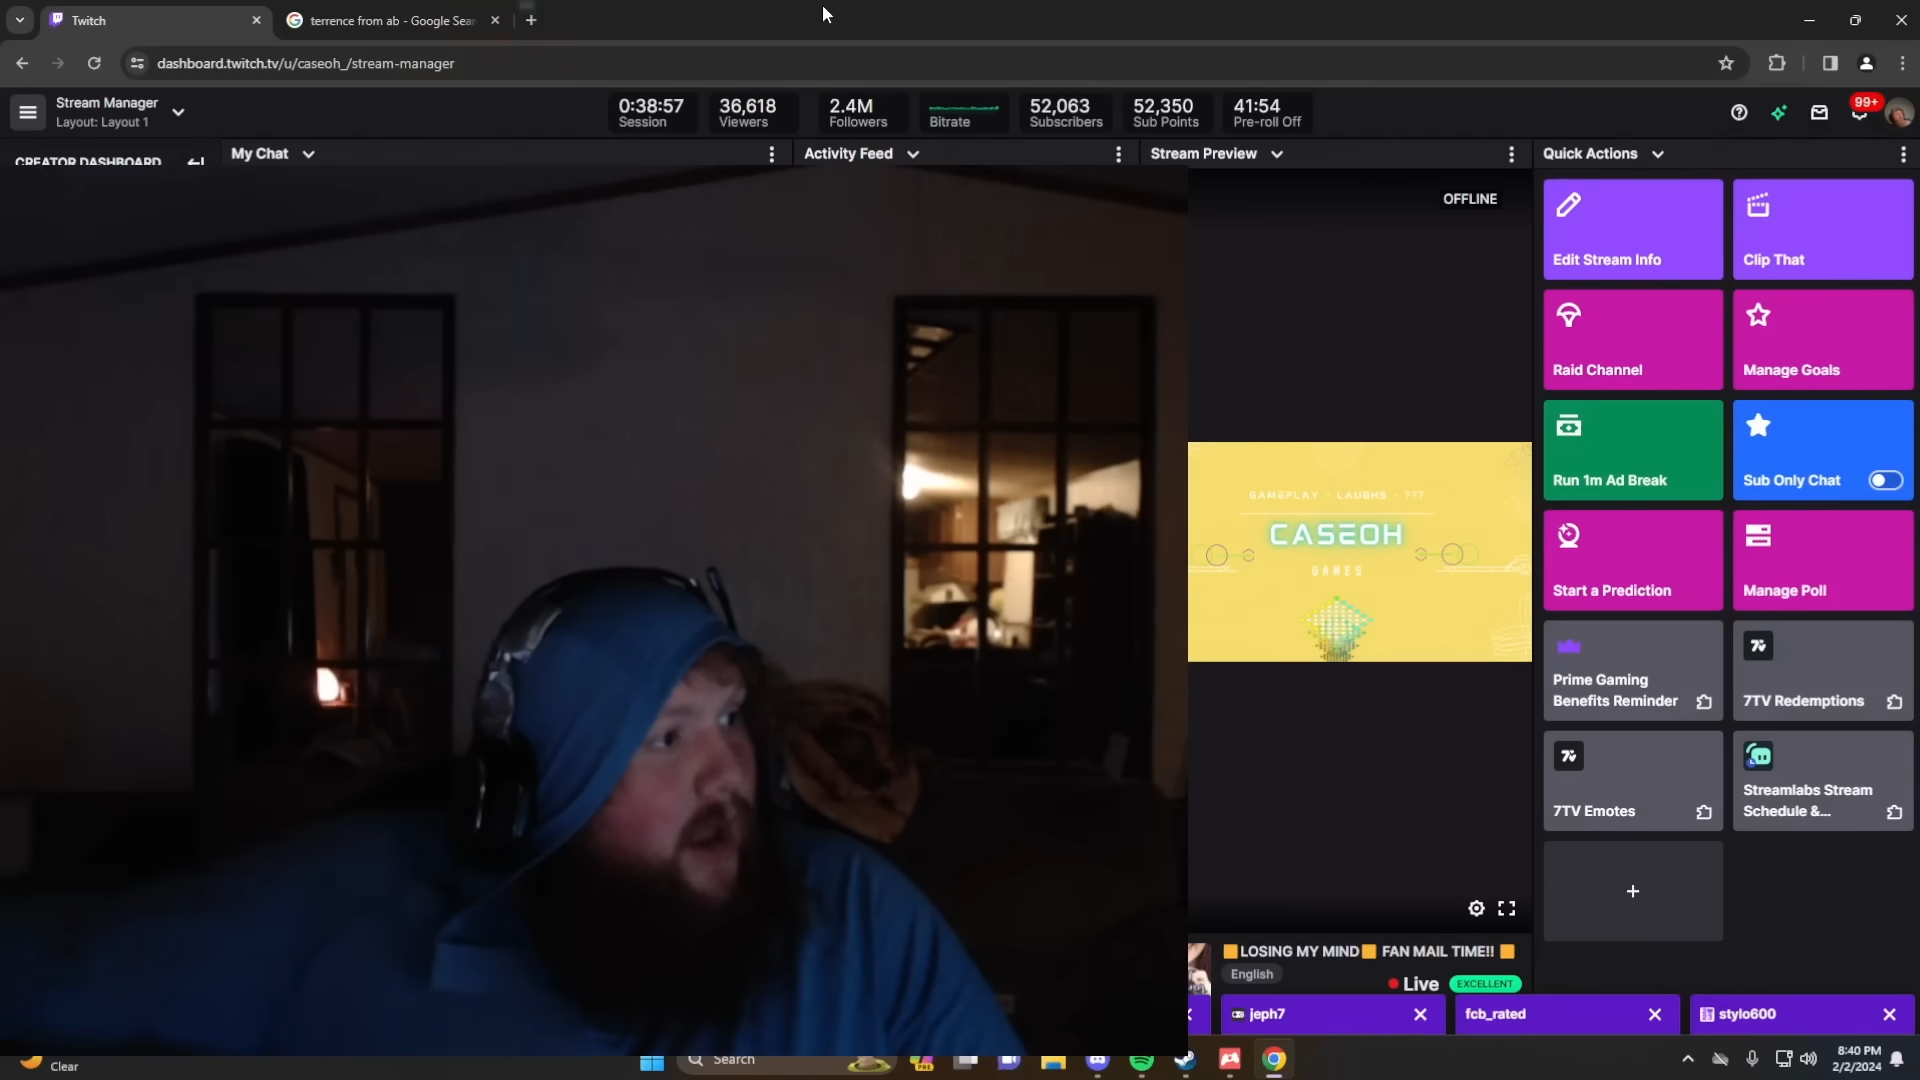 Twitch
terrence from ab - Google Sear
dashboard.twitch.tv/u/caseoh_/stream-manager
Stream Manager
Layout: Layout 1
0:38:57
Session
36,618
Viewers
2.4M
Followers
Bitrate
52,063
Subscribers
52,350
Sub Points
41:54
Pre-roll Off
99+
CREATOR DASHBOARD
My Chat
Activity Feed
Stream Preview
Quick Actions
OFFLINE
Edit Stream Info
Clip That
Raid Channel
Manage Goals
Run 1m Ad Break
Sub Only Chat
Start a Prediction
Manage Poll
Prime Gaming
Benefits Reminder
7TV Redemptions
7TV Emotes
Streamlabs Stream
Schedule &...
GAMEPLAY - LAUGHS - ???
CASEOH
GAMES
LOSING MY MIND FAN MAIL TIME!!
English
Live
EXCELLENT
jeph7
fcb_rated
stylo600
Clear
Search
PRE
8:40 PM
2/2/2024